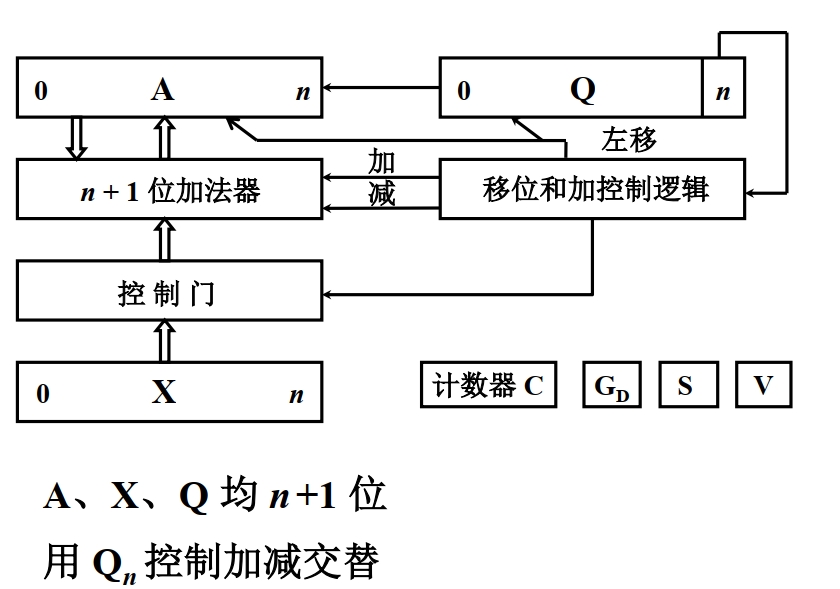 0 A n
0 Q n
左移
加
减
n + 1 位加法器
移位和加控制逻辑
控制门
0 X n
计数器 C
G_D
S
V
A、X、Q 均 n +1 位
用 Q_n 控制加减交替